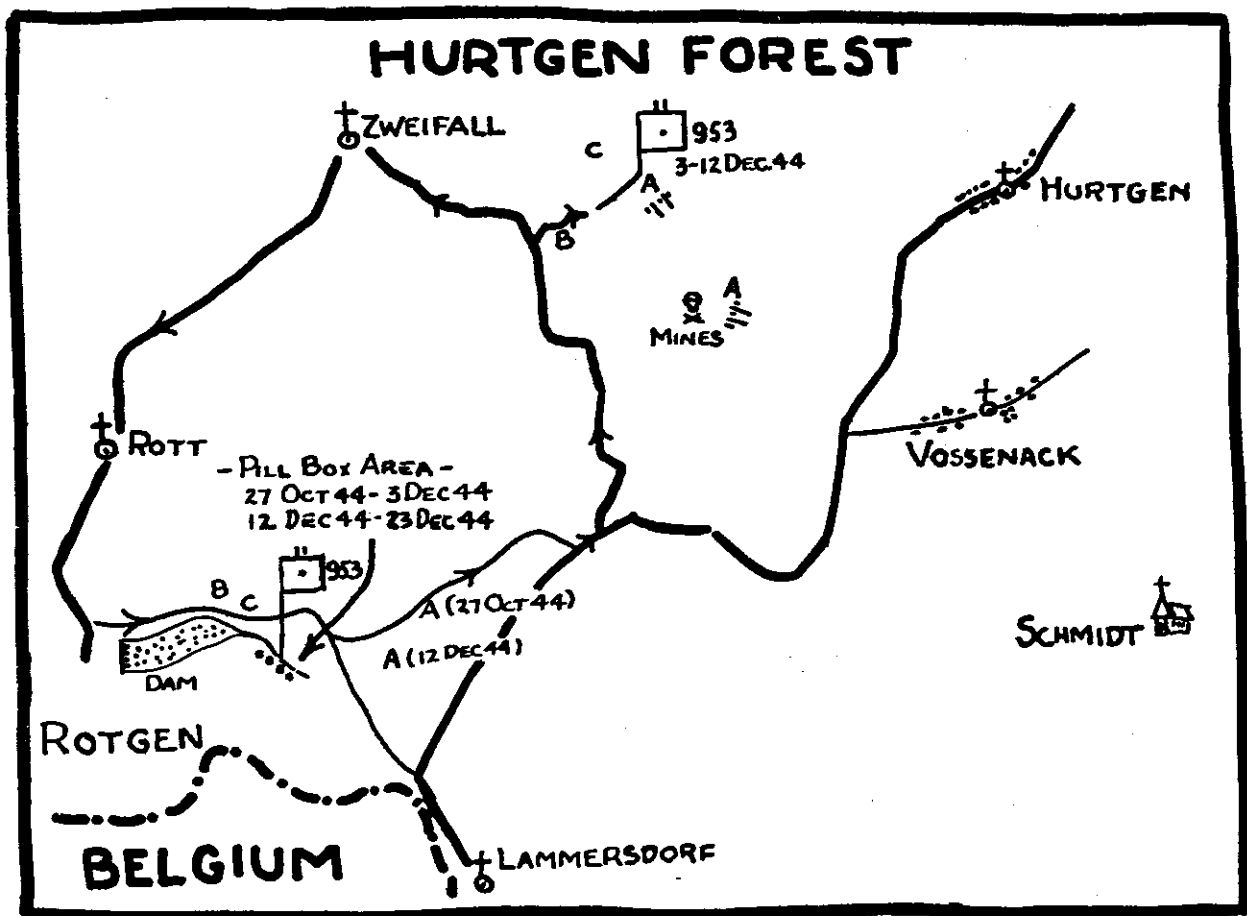 HURTGEN FOREST
ZWEIFALL
C
953
3-12 DEC. 44
A
B
HURTGEN
A
MINES
ROTT
VOSSENACK
- PILL BOX AREA -
27 OCT 44 - 3 DEC 44
12 DEC 44 - 23 DEC 44
953
B
C
A (27 OCT 44)
A (12 DEC 44)
SCHMIDT
DAM
ROTGEN
BELGIUM
LAMMERSDORF